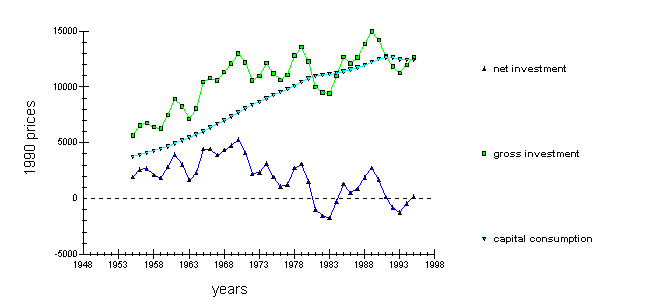 15000
10000
5000
0
-5000
1990 prices
1948 1953 1958 1963 1968 1973 1978 1983 1988 1993 1998
years
net investment
gross investment
capital consumption